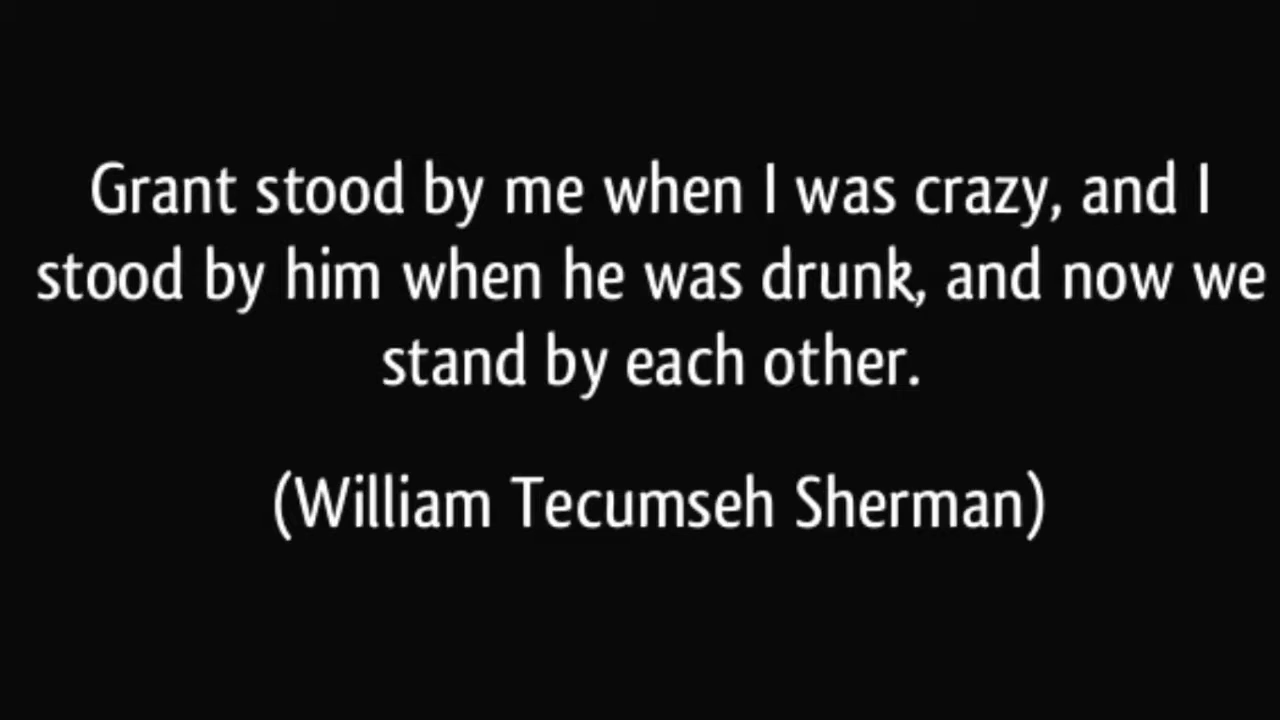 Grant stood by me when I was crazy, and I
stood by him when he was drunk, and now we
stand by each other.
(William Tecumseh Sherman)